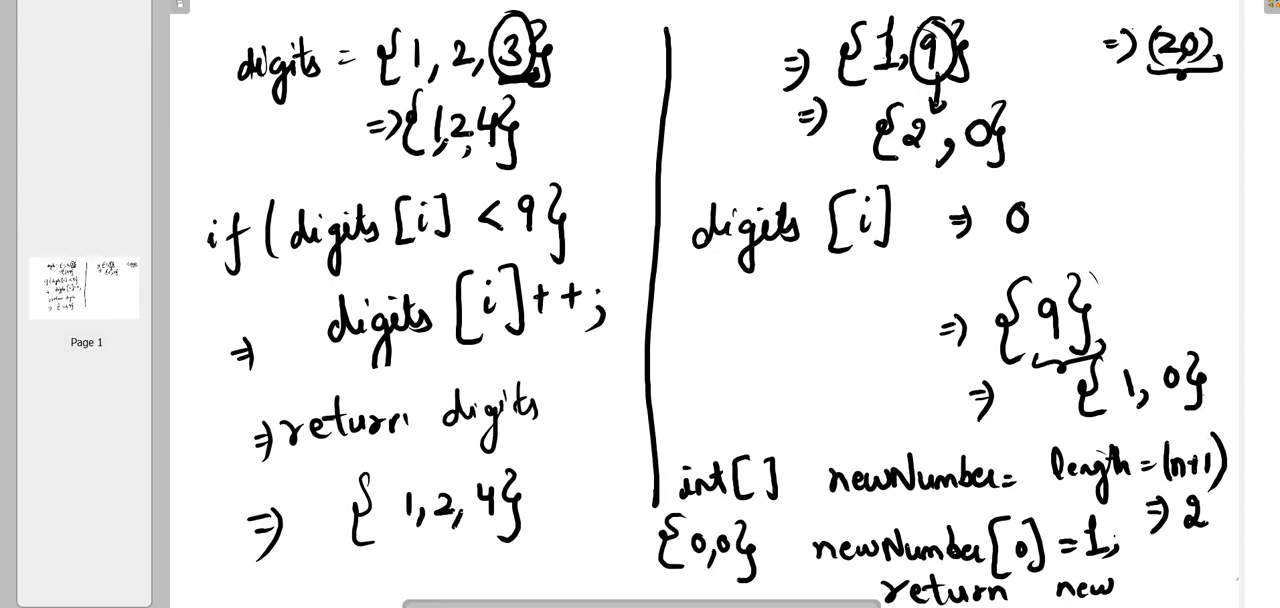 digits = {1, 2, 3}
=> {1,2,4}
if (digits [i] < 9}
=> digits [i]++;
=> return digits
=> {1,2,4}
=> {1,9} => (20)
=> {2,0}
digits [i] => 0
=> {9}
=> {1,0}
int[] newNumber= length = (n+1)
=> 2
{0,0} newNumber[0] = 1;
return new
Page 1